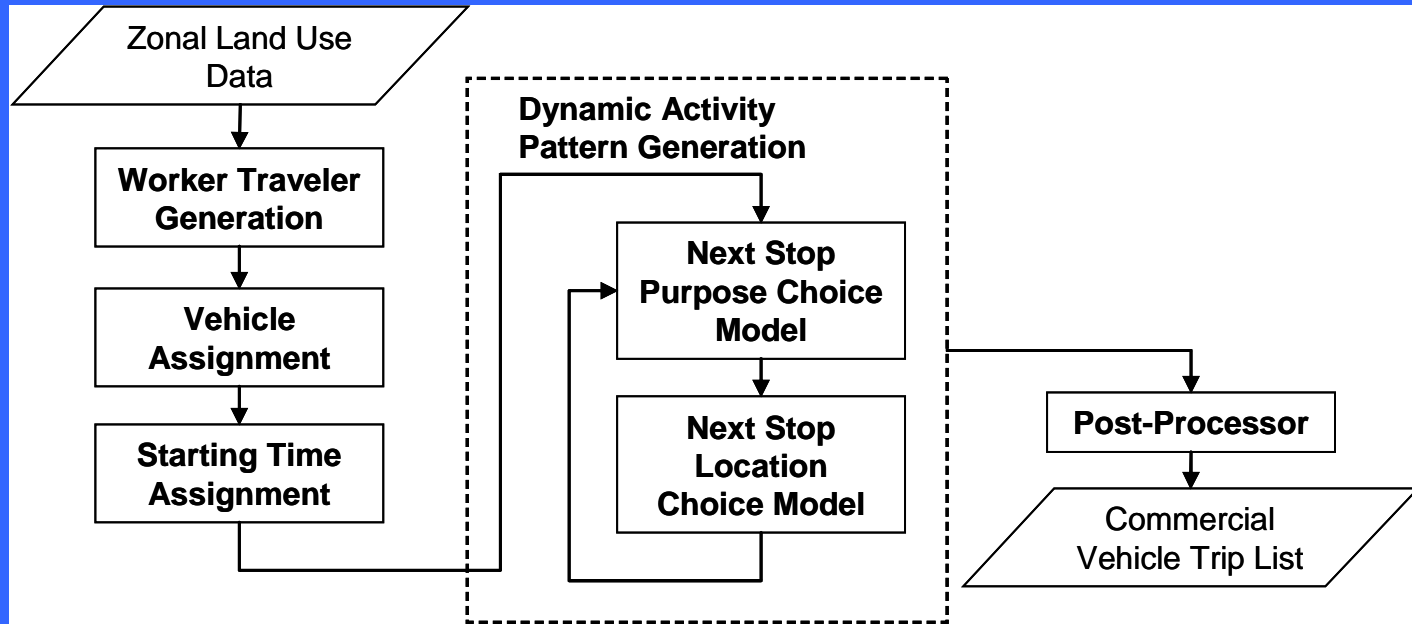 Zonal Land Use
Data
Worker Traveler
Generation
Vehicle
Assignment
Starting Time
Assignment
Dynamic Activity
Pattern Generation
Next Stop
Purpose Choice
Model
Next Stop
Location
Choice Model
Post-Processor
Commercial
Vehicle Trip List